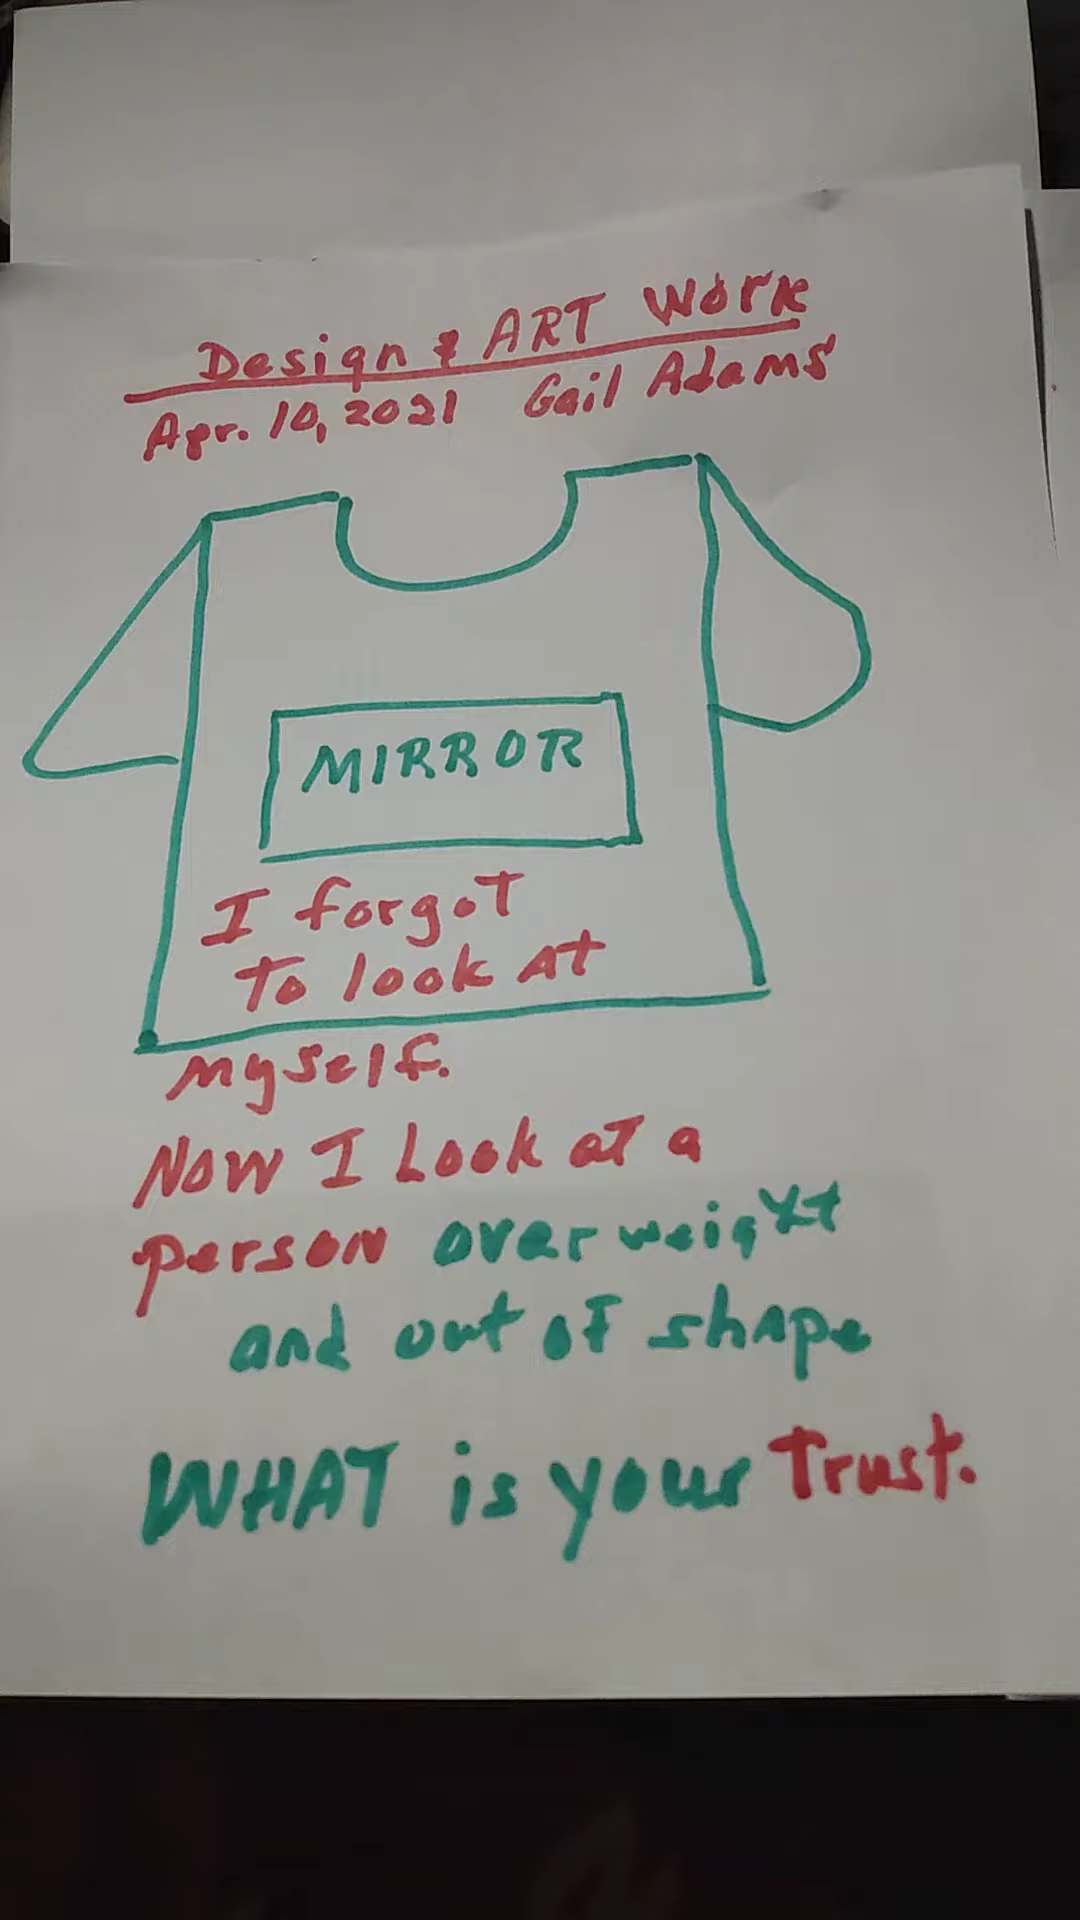 Design & ART Work
Apr. 10, 2021 Gail Adams
MIRROR
I forgoT
To look At
myself.
Now I Look at a
person overweight
and out of shape
WHAT is your Trust.